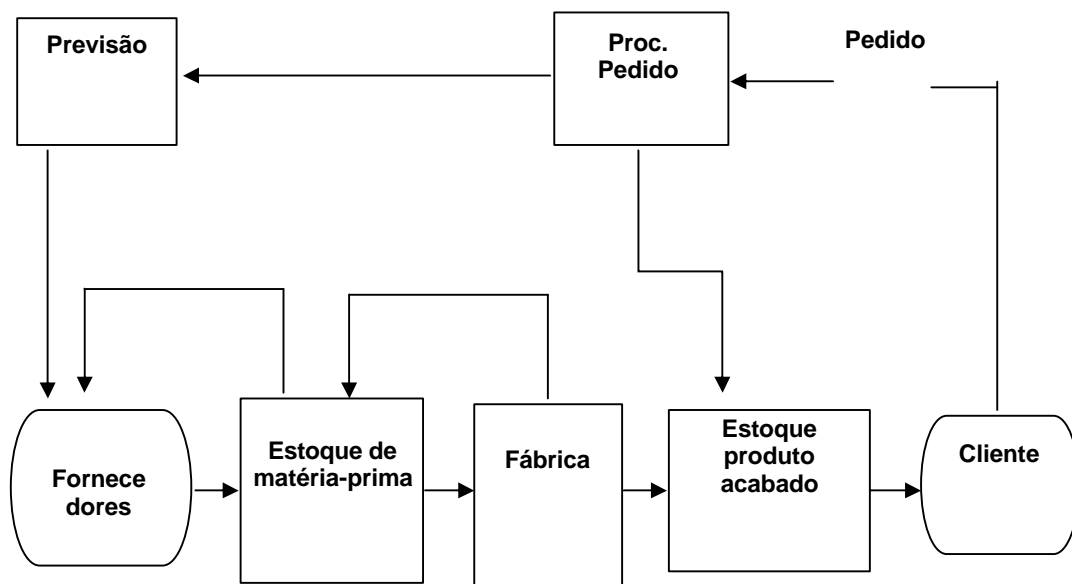 Previsão
Proc.
Pedido
Pedido
Fornece
dores
Estoque de
matéria-prima
Fábrica
Estoque
produto
acabado
Cliente